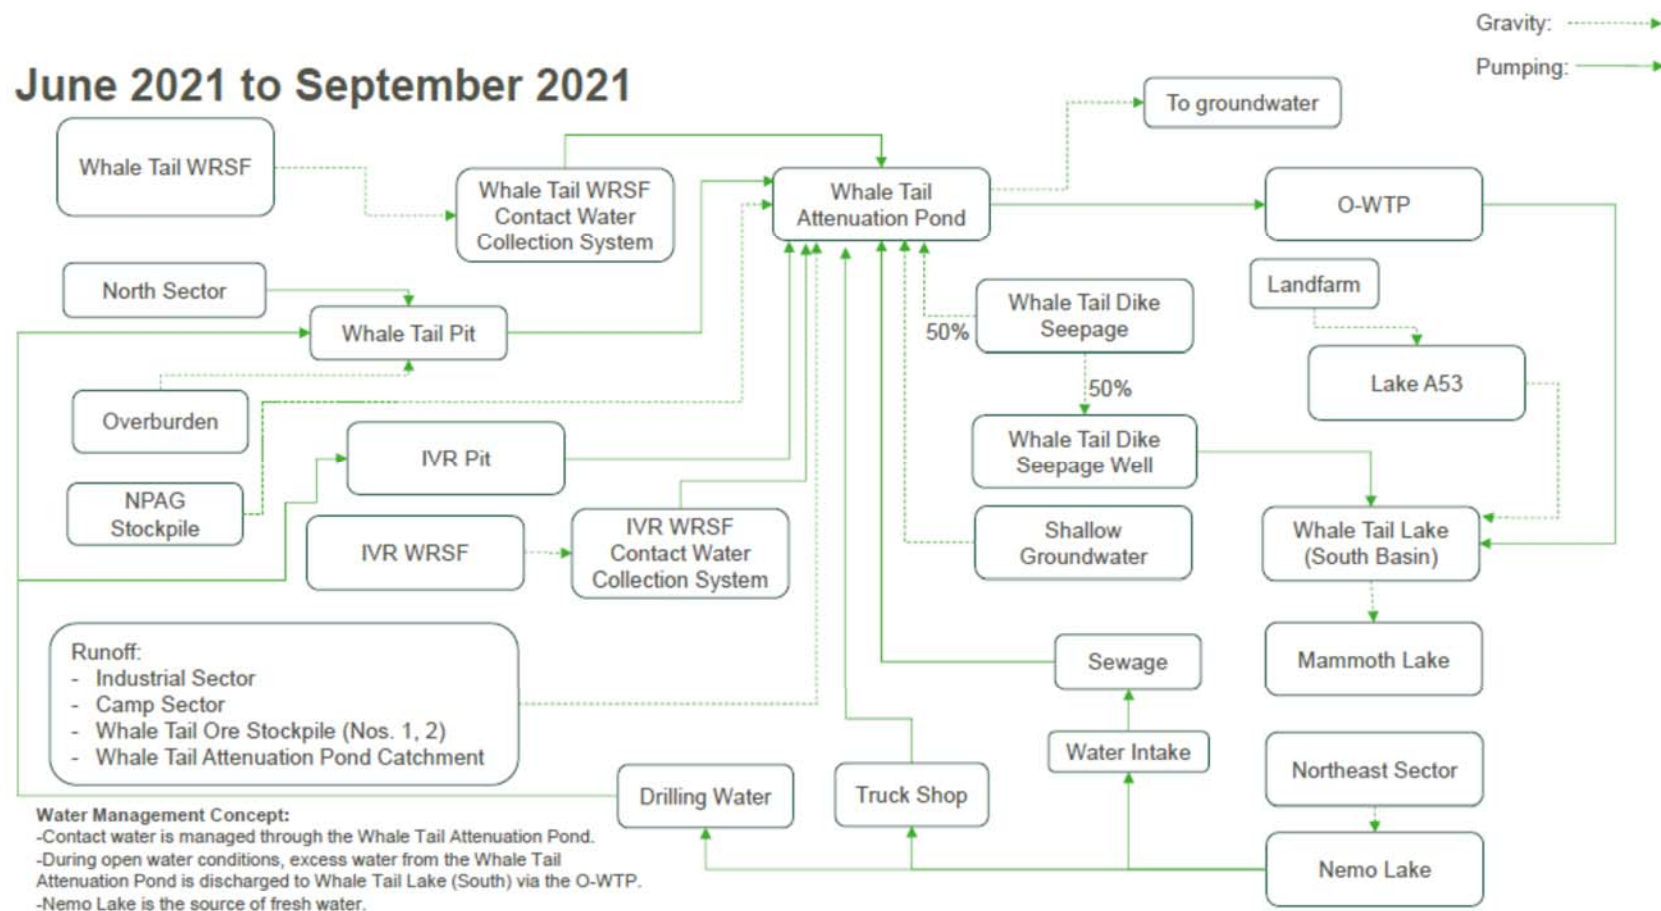 Gravity:
Pumping:
June 2021 to September 2021
To groundwater
Whale Tail WRSF
Whale Tail WRSF
Contact Water
Collection System
Whale Tail
Attenuation Pond
O-WTP
North Sector
Whale Tail Pit
Whale Tail Dike
Seepage
50%
50%
Landfarm
Lake A53
Overburden
IVR Pit
Whale Tail Dike
Seepage Well
NPAG
Stockpile
IVR WRSF
IVR WRSF
Contact Water
Collection System
Shallow
Groundwater
Whale Tail Lake
(South Basin)
Runoff:
- Industrial Sector
- Camp Sector
- Whale Tail Ore Stockpile (Nos. 1, 2)
- Whale Tail Attenuation Pond Catchment
Sewage
Mammoth Lake
Water Intake
Northeast Sector
Drilling Water
Truck Shop
Nemo Lake
Water Management Concept:
-Contact water is managed through the Whale Tail Attenuation Pond.
-During open water conditions, excess water from the Whale Tail
Attenuation Pond is discharged to Whale Tail Lake (South) via the O-WTP.
-Nemo Lake is the source of fresh water.